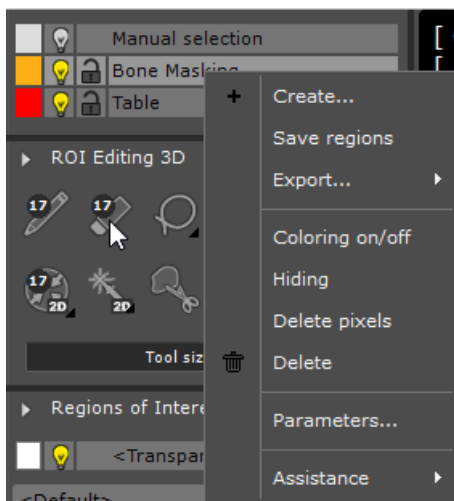 Manual selection
[
Bone Masking
[
Table
Create...
Save regions
ROI Editing 3D
Export...
17
17
Coloring on/off
Hiding
17
2D
2D
Delete pixels
Tool siz
Delete
Regions of Intere
Parameters...
<Transpar
Assistance
<Default>